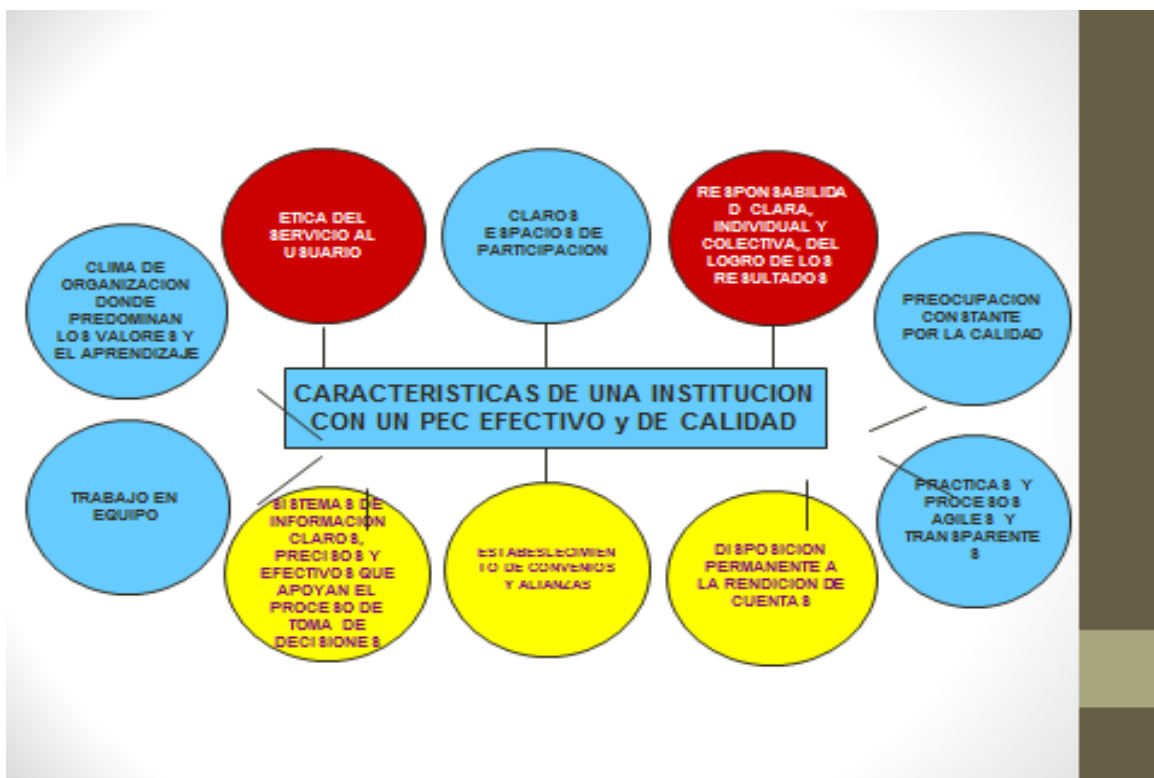 ETICA DEL
SERVICIO AL
USUARIO
CLAROS
ESPACIOS DE
PARTICIPACION
RESPONSABILIDA
D CLARA,
INDIVIDUAL Y
COLECTIVA, DEL
LOGRO DE LOS
RESULTADOS
CLIMA DE
ORGANIZACION
DONDE
PREDOMINAN
LOS VALORES Y
EL APRENDIZAJE
PREOCUPACION
CONSTANTE
POR LA CALIDAD
CARACTERISTICAS DE UNA INSTITUCION
CON UN PEC EFECTIVO y DE CALIDAD
TRABAJO EN
EQUIPO
SISTEMAS DE
INFORMACION
CLAROS,
PRECISOS Y
EFECTIVOS QUE
APOYAN EL
PROCESO DE
TOMA DE
DECISIONES
ESTABESLECIMIEN
TO DE CONVENIOS
Y ALIANZAS
DISPOSICION
PERMANENTE A
LA RENDICION DE
CUENTAS
PRACTICAS Y
PROCESOS
AGILES Y
TRANSPARENTE
S